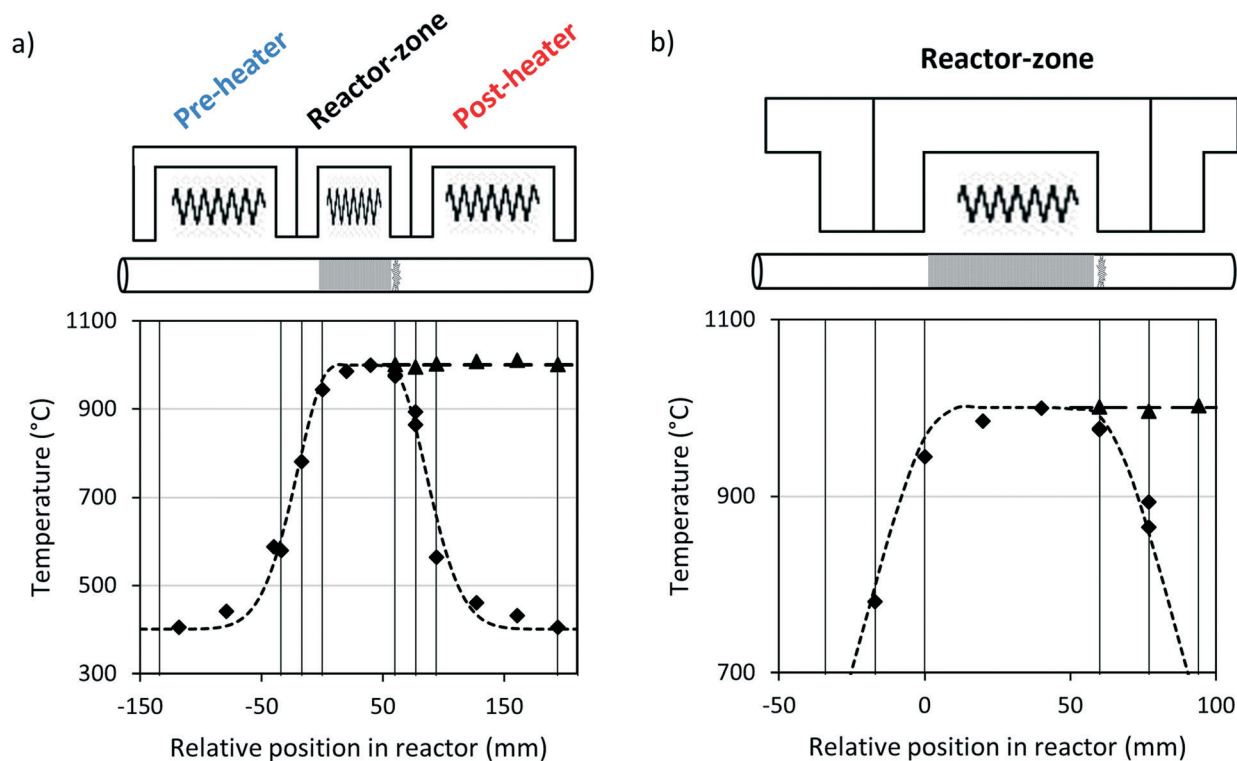 a)
Pre-heater
Reactor-zone
Post-heater
1100
900
700
500
300
-150
-50
50
150
Temperature (°C)
Relative position in reactor (mm)
b)
Reactor-zone
1100
900
700
-50
0
50
100
Temperature (°C)
Relative position in reactor (mm)